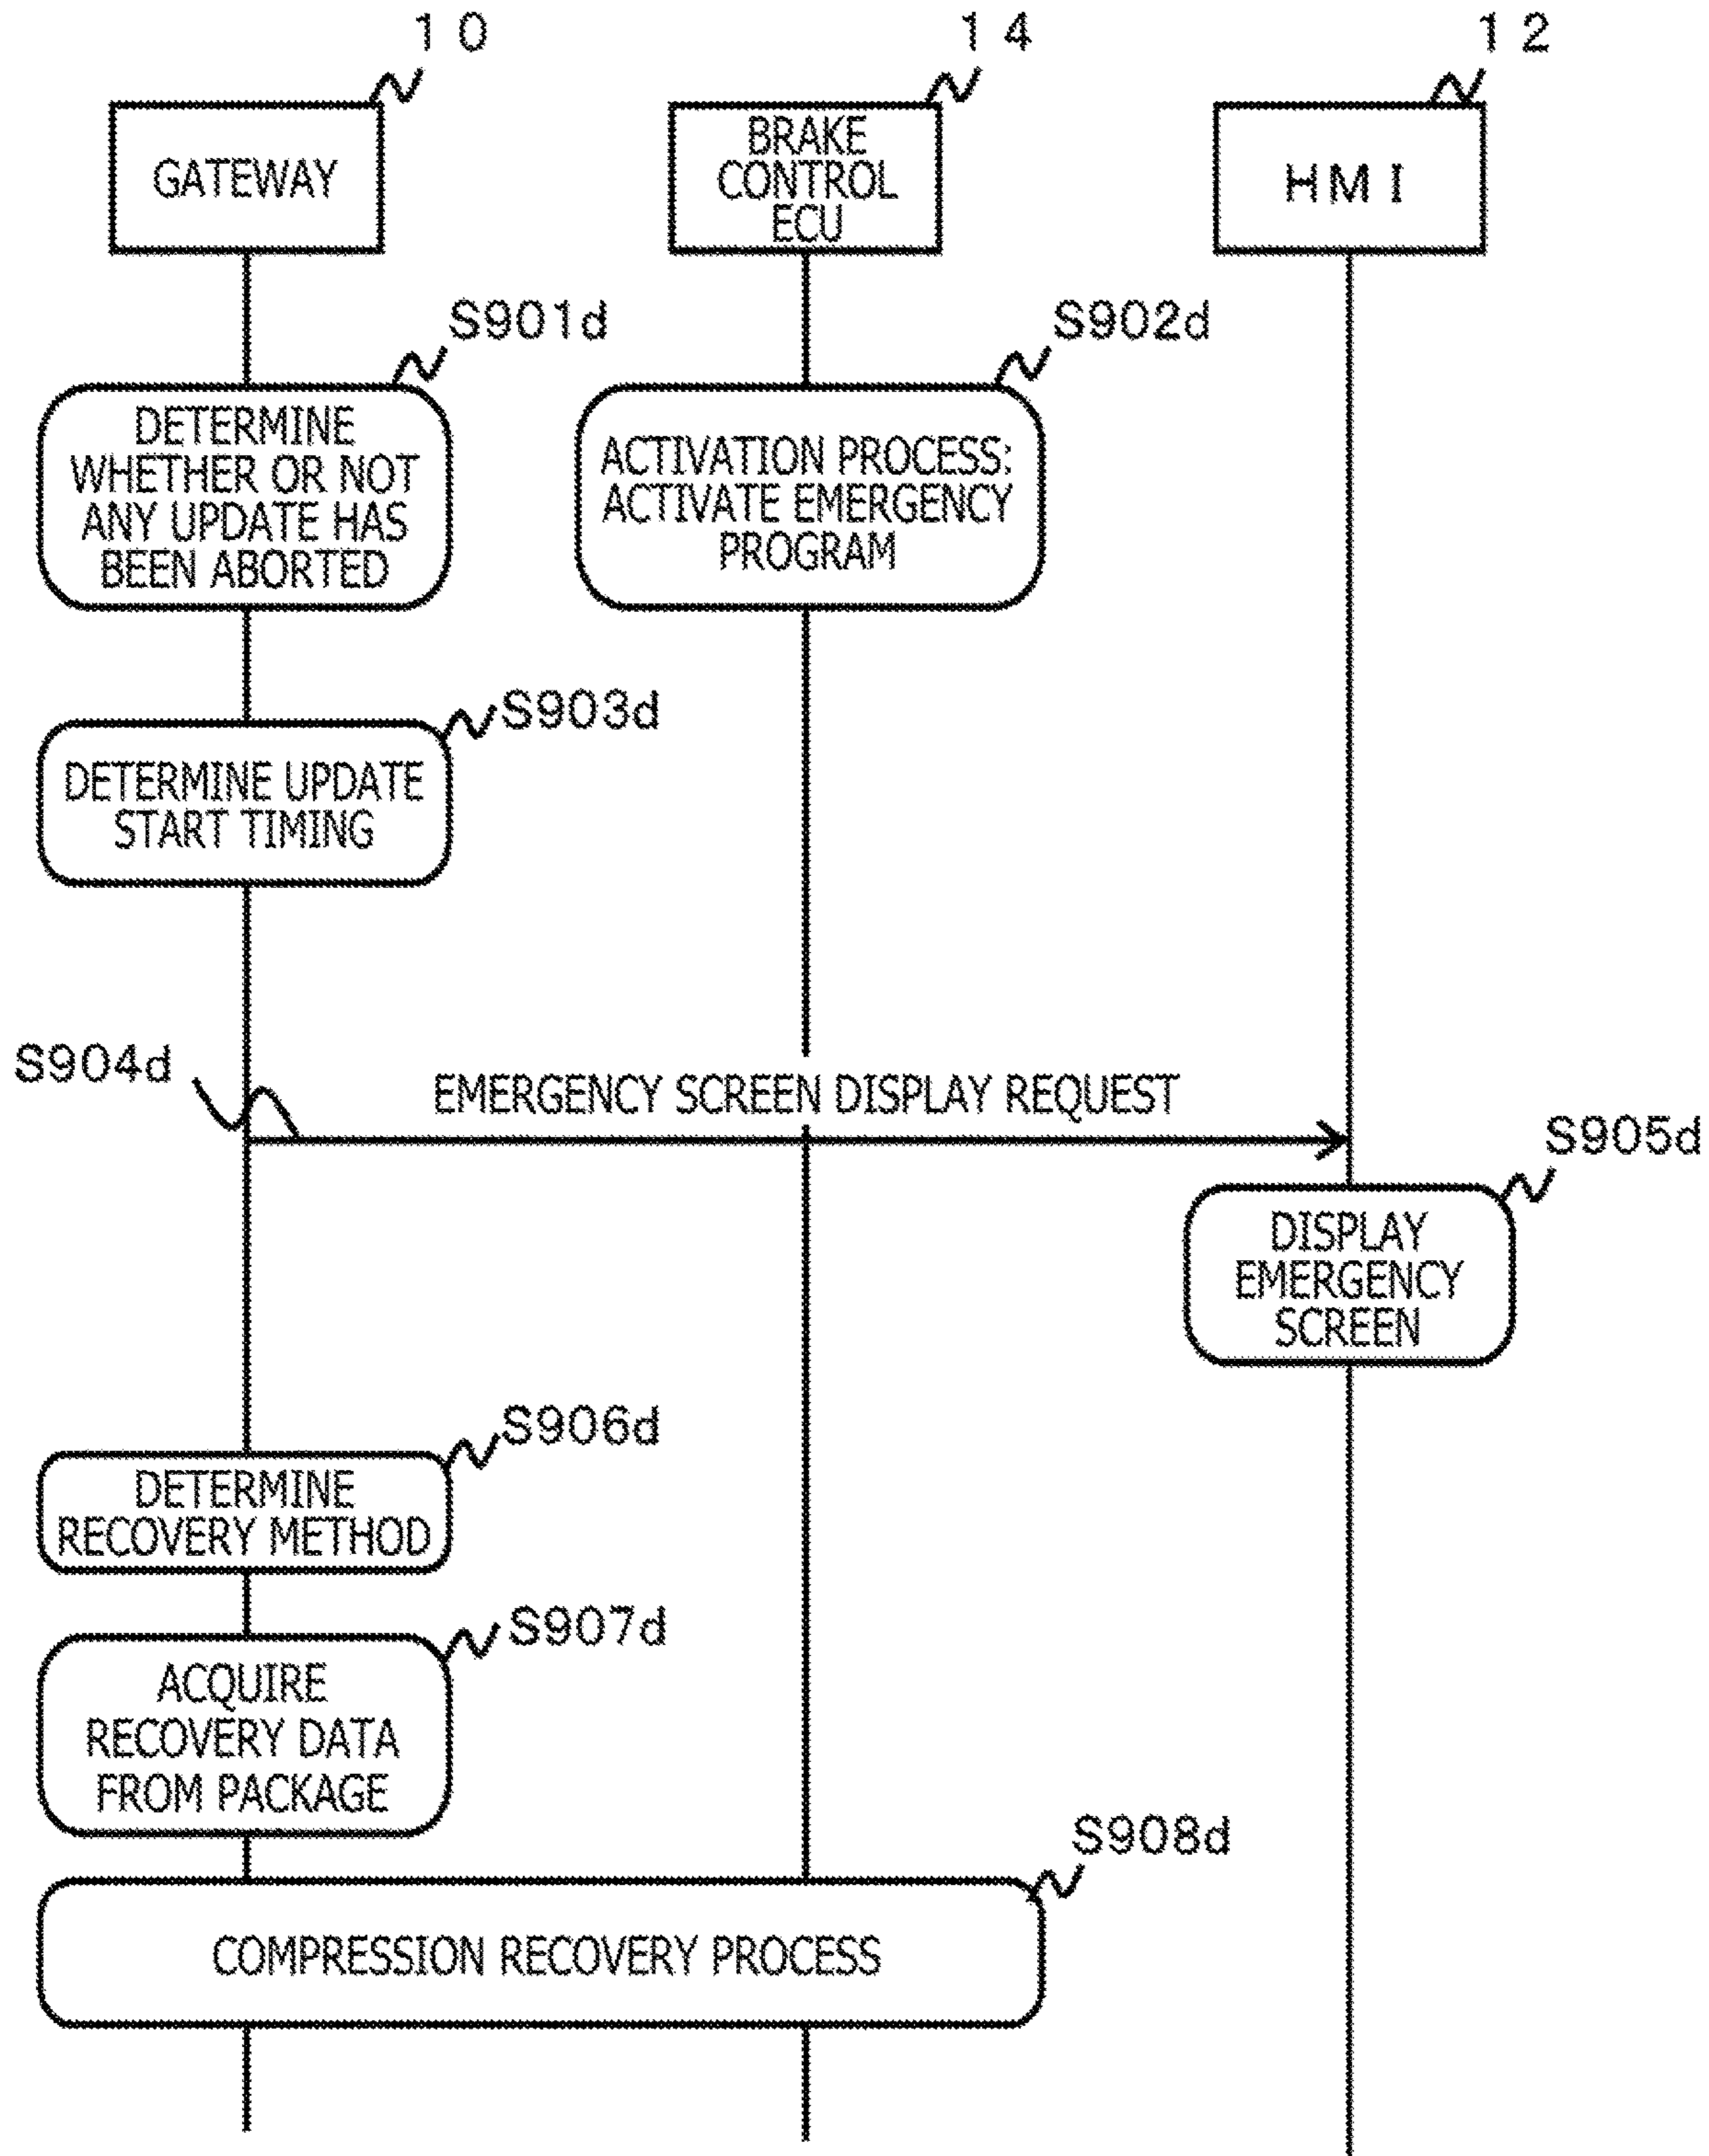 10
14
12
GATEWAY
BRAKE
CONTROL
ECU
HMI
S901d
S902d
DETERMINE
WHETHER OR NOT
ANY UPDATE HAS
BEEN ABORTED
ACTIVATION PROCESS:
ACTIVATE EMERGENCY
PROGRAM
S903d
DETERMINE UPDATE
START TIMING
S904d
EMERGENCY SCREEN DISPLAY REQUEST
S905d
DISPLAY
EMERGENCY
SCREEN
S906d
DETERMINE
RECOVERY METHOD
S907d
ACQUIRE
RECOVERY DATA
FROM PACKAGE
S908d
COMPRESSION RECOVERY PROCESS